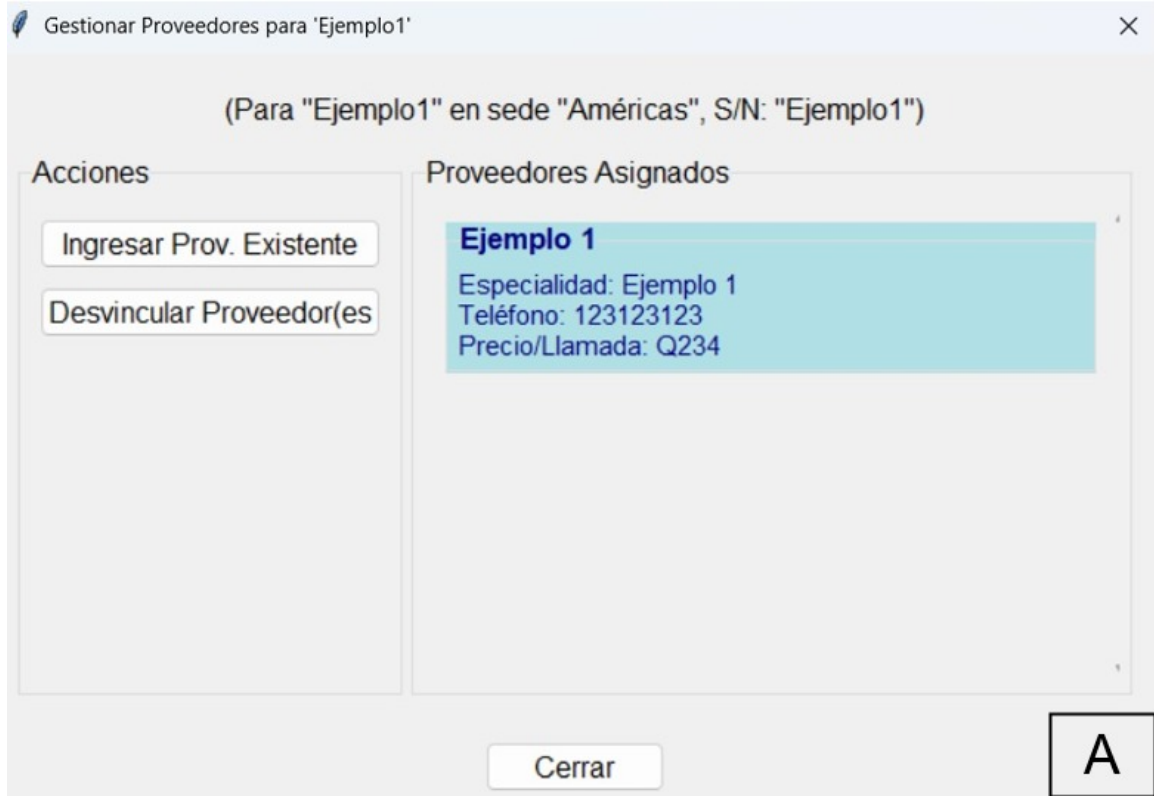 Gestionar Proveedores para 'Ejemplo1'
(Para "Ejemplo1" en sede "Américas", S/N: "Ejemplo1")
Acciones
Ingresar Prov. Existente
Desvincular Proveedor(es
Proveedores Asignados
Ejemplo 1
Especialidad: Ejemplo 1
Teléfono: 123123123
Precio/Llamada: Q234
Cerrar
A